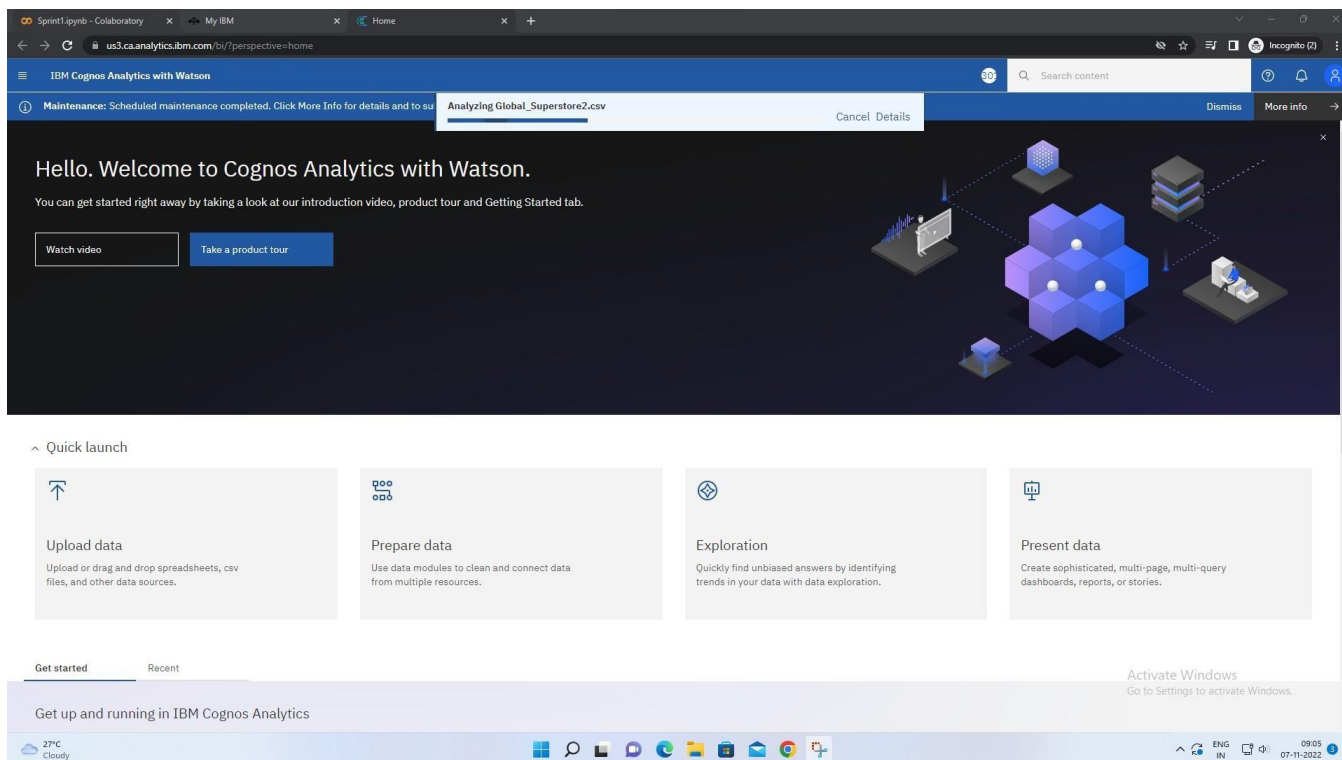 Sprint1.ipynb - Colaboratory
My IBM
Home
us3.ca.analytics.ibm.com/bi/?perspective=home
Incognito (2)
IBM Cognos Analytics with Watson
30
Search content
Maintenance: Scheduled maintenance completed. Click More Info for details and to su
Analyzing Global_Superstore2.csv
Cancel Details
Dismiss
More info
Hello. Welcome to Cognos Analytics with Watson.
You can get started right away by taking a look at our introduction video, product tour and Getting Started tab.
Watch video
Take a product tour
Quick launch
Upload data
Upload or drag and drop spreadsheets, csv
files, and other data sources.
Prepare data
Use data modules to clean and connect data
from multiple resources.
Exploration
Quickly find unbiased answers by identifying
trends in your data with data exploration.
Present data
Create sophisticated, multi-page, multi-query
dashboards, reports, or stories.
Get started
Recent
Activate Windows
Go to Settings to activate Windows.
Get up and running in IBM Cognos Analytics
27°C
Cloudy
ENG
IN
09:05
07-11-2022
3